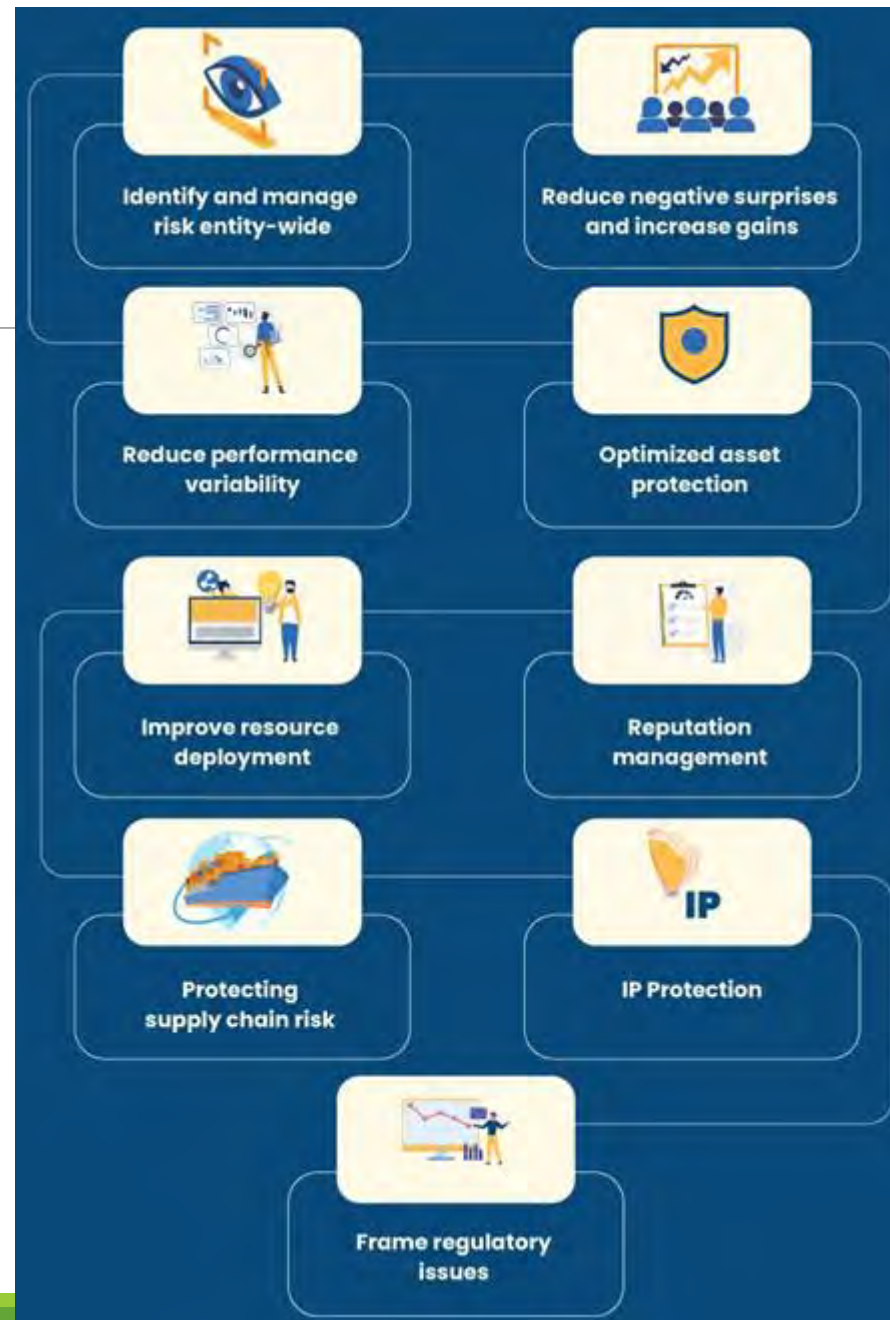 Identify and manage
risk entity-wide
Reduce negative surprises
and increase gains
Reduce performance
variability
Optimized asset
protection
Improve resource
deployment
Reputation
management
Protecting
supply chain risk
IP
IP Protection
Frame regulatory
issues